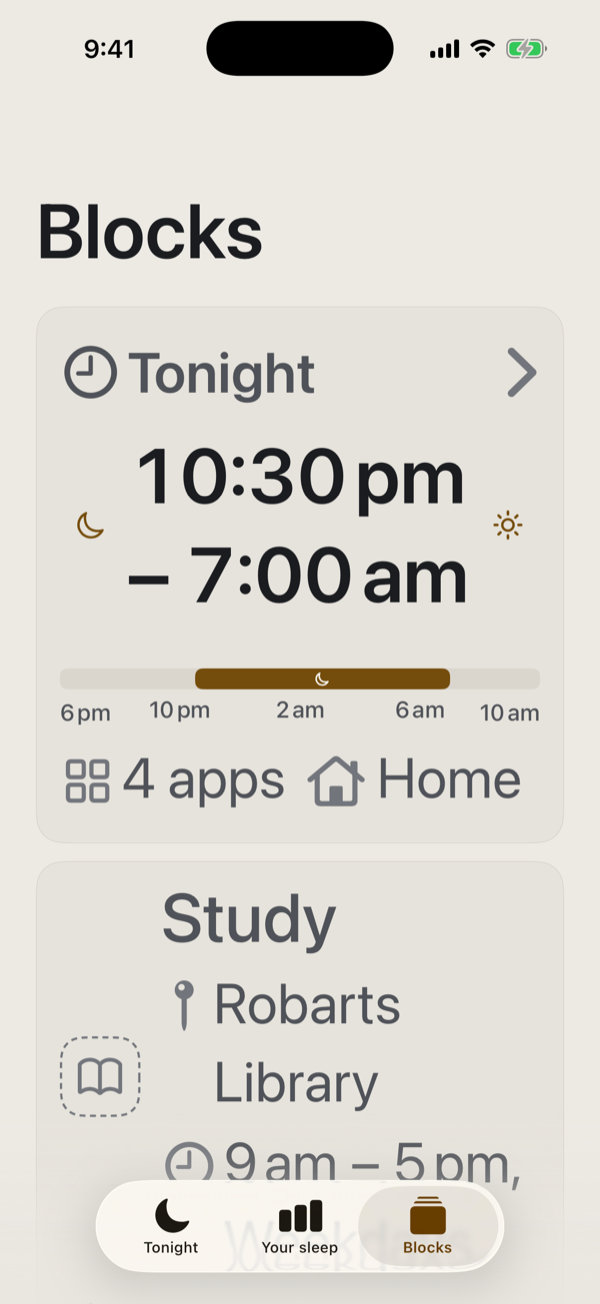 9:41
Blocks
Tonight
10:30 pm
– 7:00 am
6 pm 10 pm 2 am 6 am 10 am
4 apps Home
Study
Robarts
Library
9 am – 5 pm,
Weekdays
Tonight Your sleep Blocks